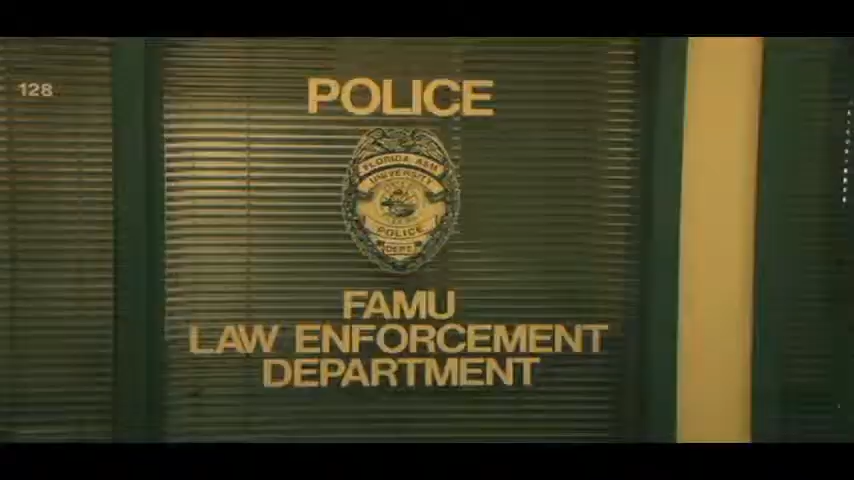 128
POLICE
FLORIDA A&M
UNIVERSITY
POLICE
DEPT.
FAMU
LAW ENFORCEMENT
DEPARTMENT